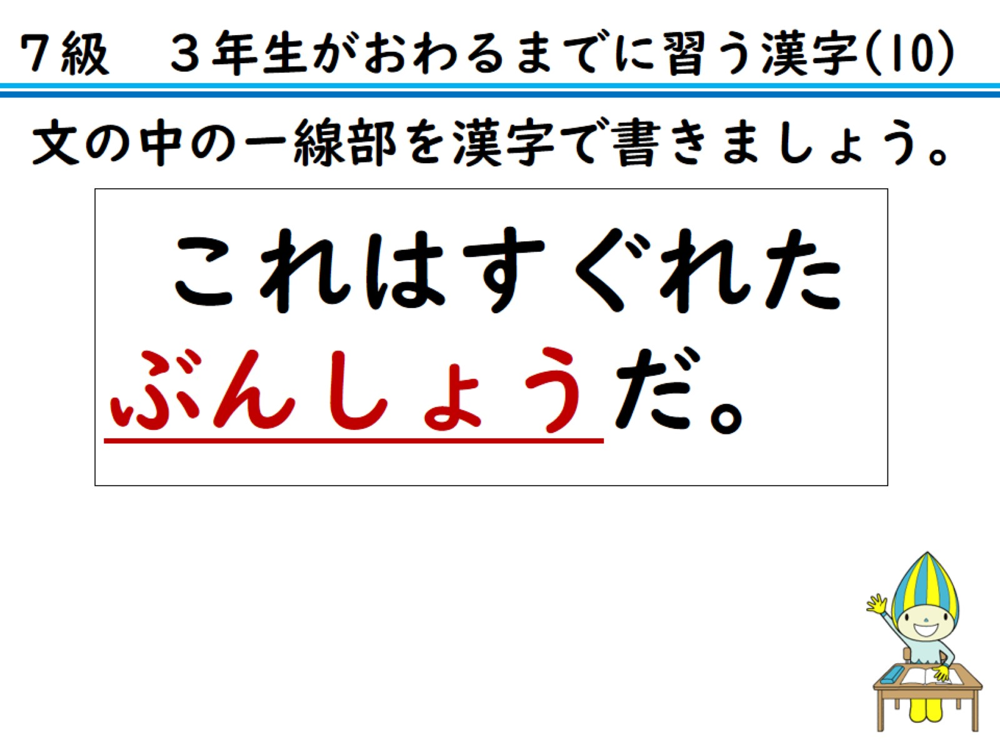 ７級　３年生がおわるまでに習う漢字(10)
文の中の一線部を漢字で書きましょう。
これはすぐれた
ぶんしょうだ。